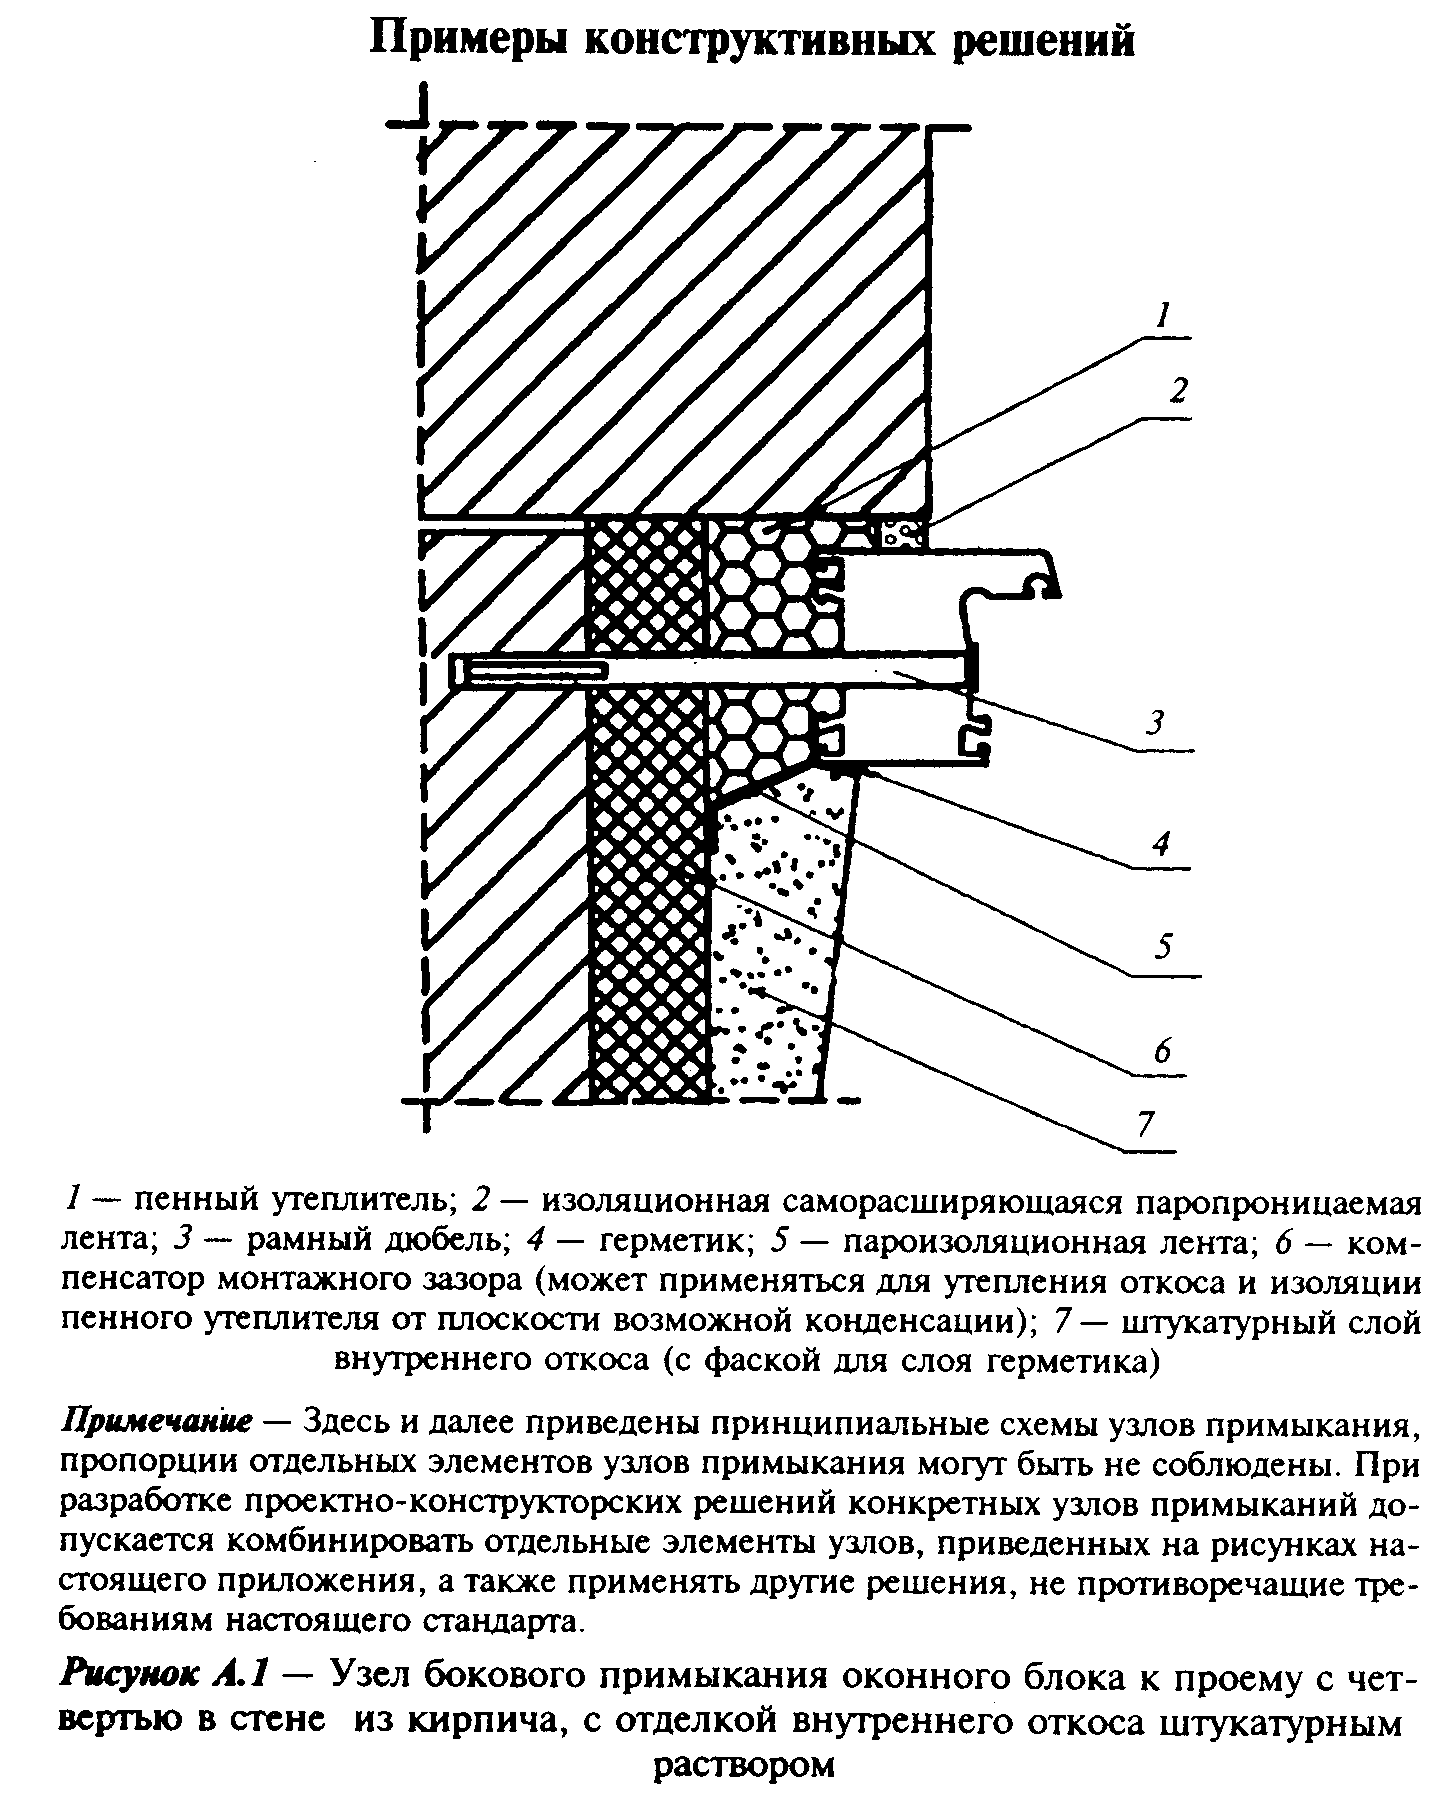 Примеры конструктивных решений
1
2
3
4
5
6
7
1 — пенный утеплитель; 2 — изоляционная саморасширяющаяся паропроницаемая
лента; 3 — рамный дюбель; 4 — герметик; 5 — пароизоляционная лента; 6 — ком-
пенсатор монтажного зазора (может применяться для утепления откоса и изоляции
пенного утеплителя от плоскости возможной конденсации); 7 — штукатурный слой
внутреннего откоса (с фаской для слоя герметика)
Примечание — Здесь и далее приведены принципиальные схемы узлов примыкания,
пропорции отдельных элементов узлов примыкания могут быть не соблюдены. При
разработке проектно-конструкторских решений конкретных узлов примыканий до-
пускается комбинировать отдельные элементы узлов, приведенных на рисунках на-
стоящего приложения, а также применять другие решения, не противоречащие тре-
бованиям настоящего стандарта.
Рисунок А.1 — Узел бокового примыкания оконного блока к проему с чет-
вертью в стене из кирпича, с отделкой внутреннего откоса штукатурным
раствором